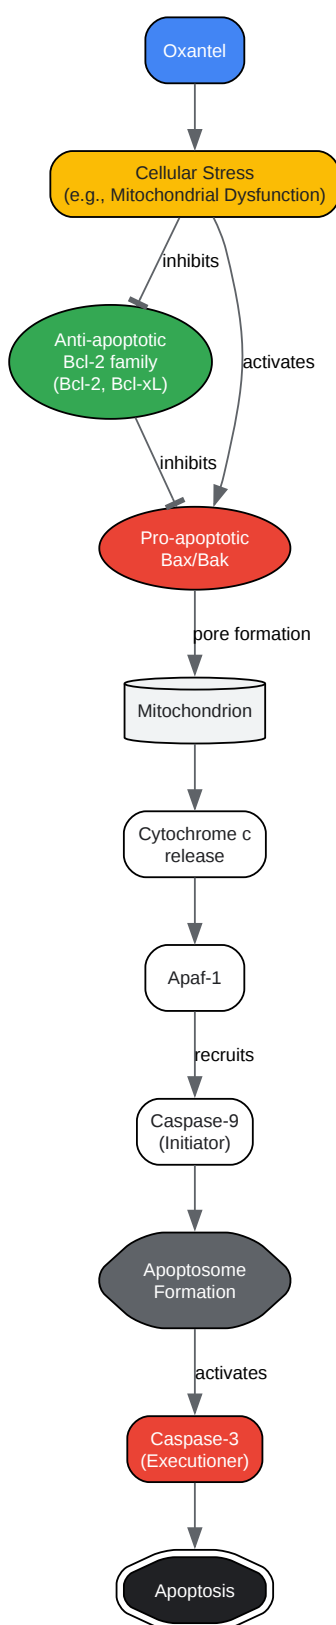 Oxantel
Cellular Stress
(e.g., Mitochondrial Dysfunction)
inhibits
Anti-apoptotic
Bcl-2 family
(Bcl-2, Bcl-xL)
activates
inhibits
Pro-apoptotic
Bax/Bak
pore formation
Mitochondrion
Cytochrome c
release
Apaf-1
recruits
Caspase-9
(Initiator)
Apoptosome
Formation
activates
Caspase-3
(Executioner)
Apoptosis